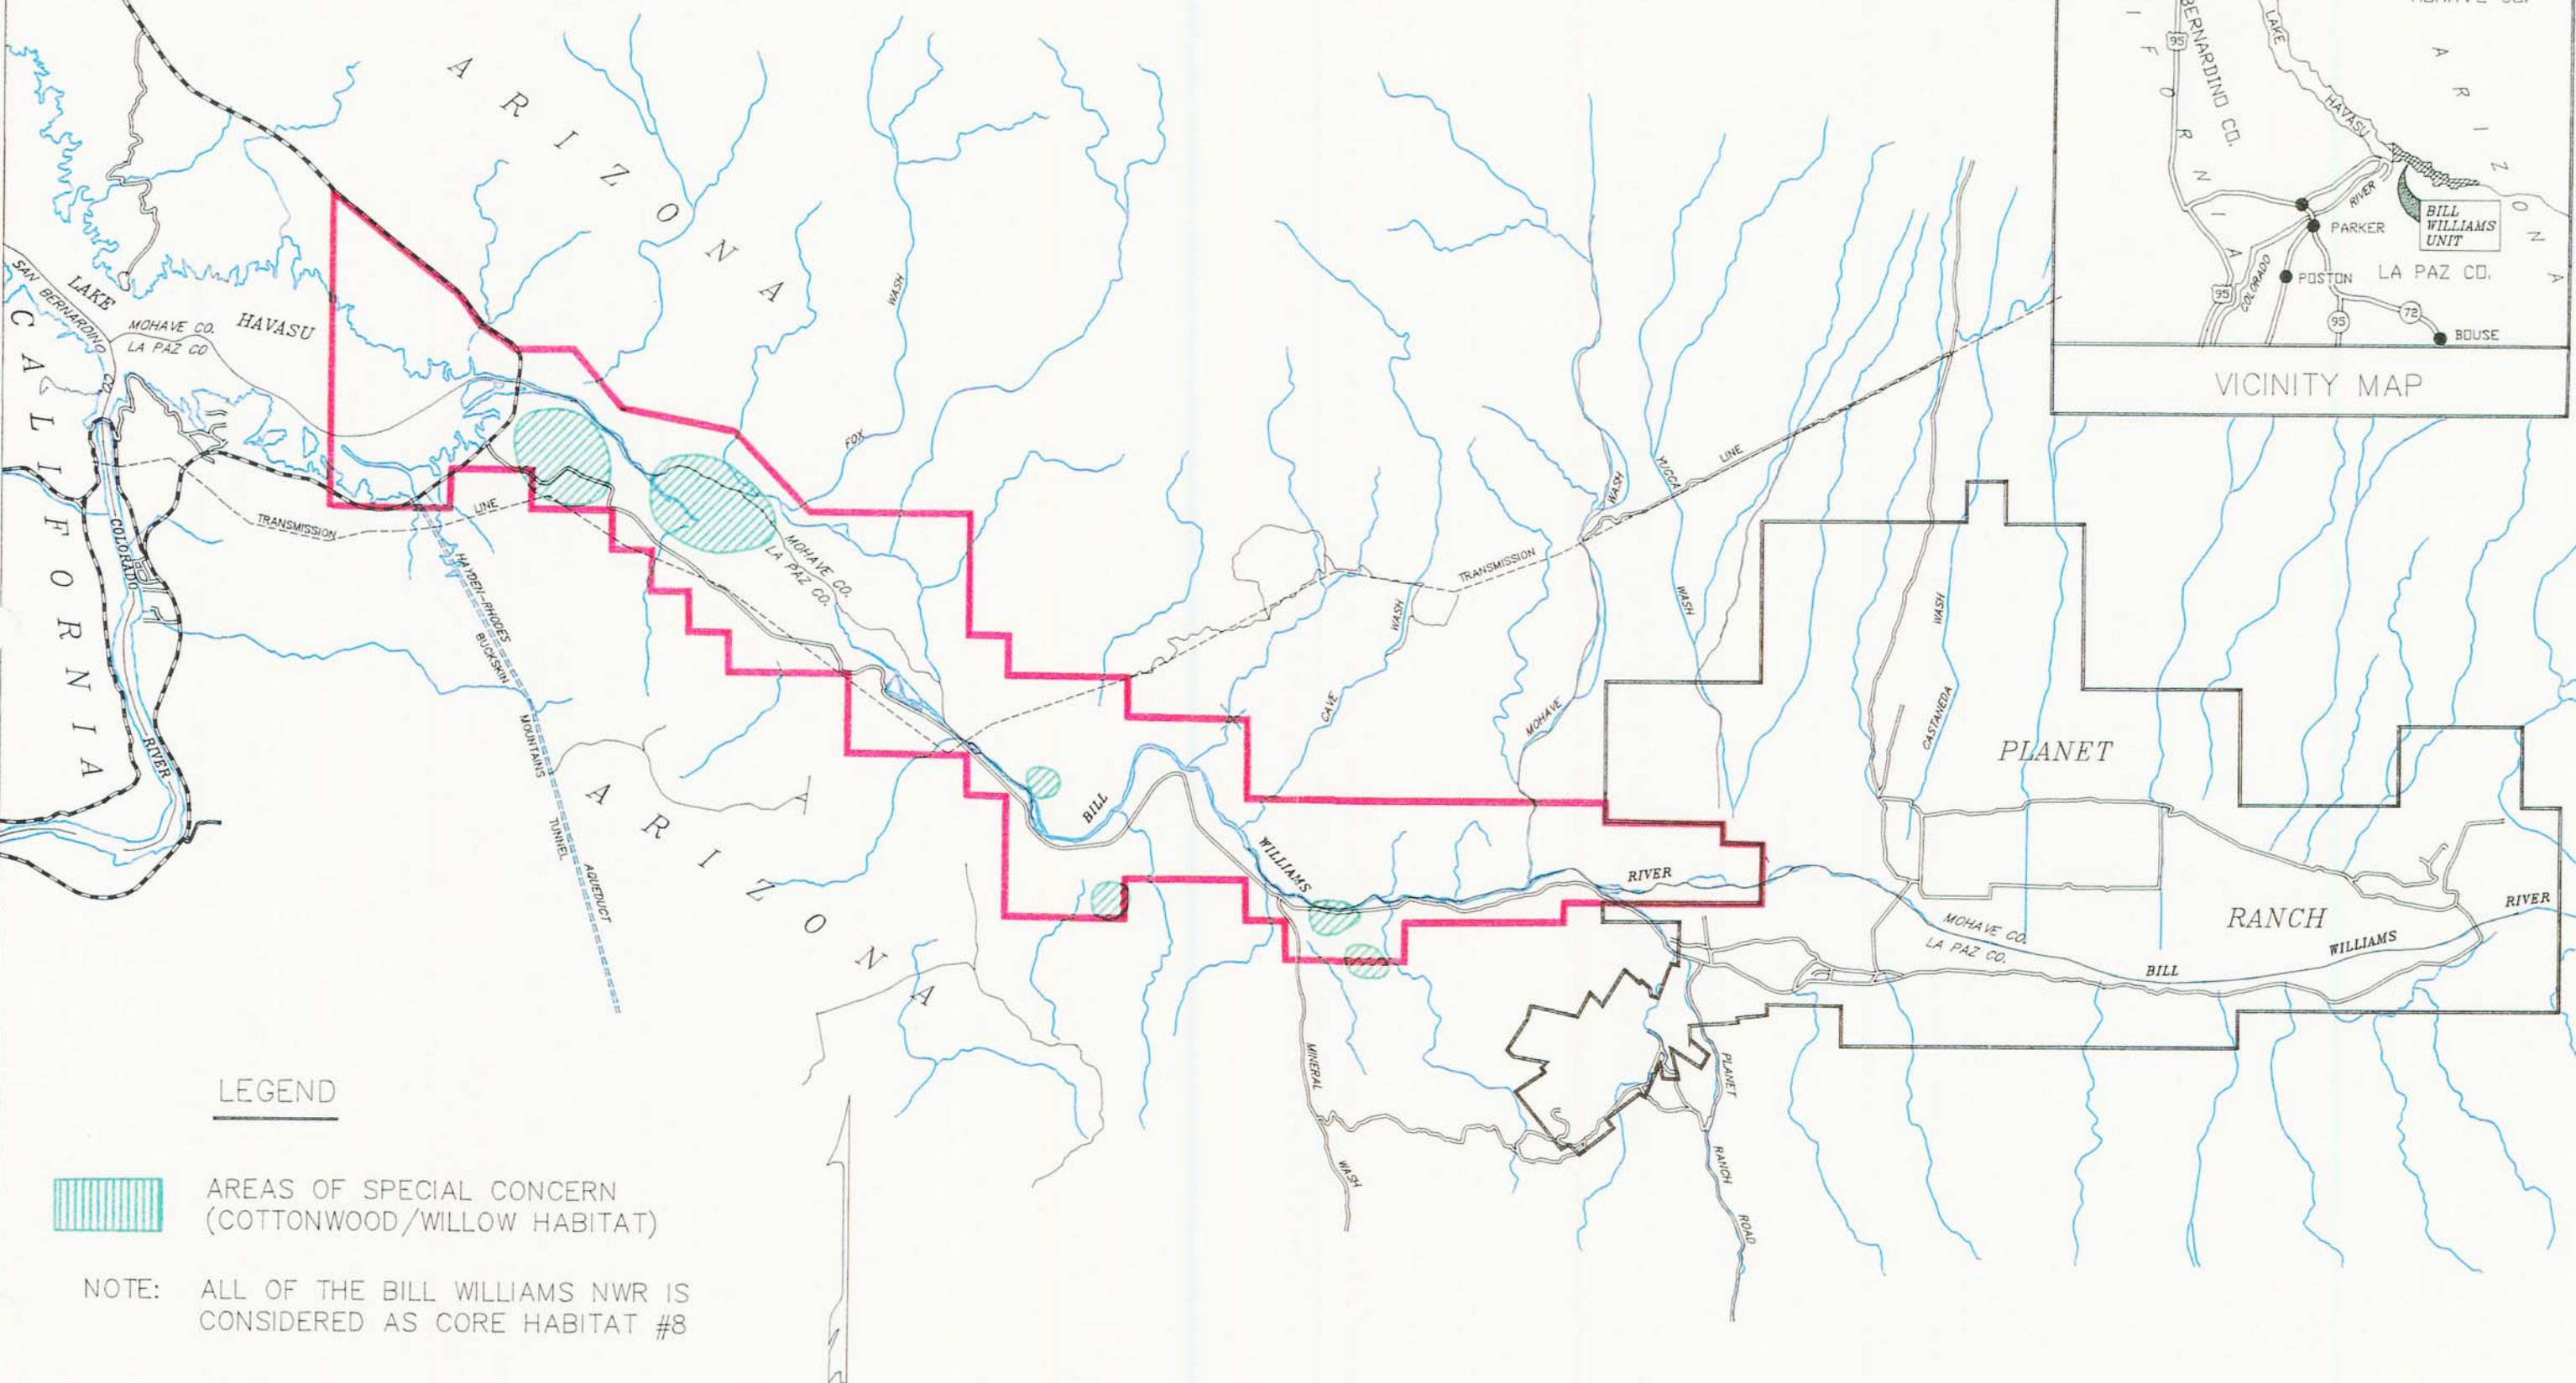 A R I Z O N A
LAKE
HAVASU
SAN BERNARDINO CO
MOHAVE CO.
LA PAZ CO
C A L I F O R N I A
COLORADO
RIVER
TRANSMISSION
LINE
HAYDEN-RHODES
BUCKSKIN
MOUNTAINS
TUNNEL
AQUEDUCT
FOX
WASH
MOHAVE CO.
LA PAZ CO.
A R I Z O N A
BILL
WILLIAMS
RIVER
CAVE
WASH
TRANSMISSION
LINE
MOHAVE
WASH
YUCCA
WASH
CASTANEDA
WASH
PLANET
RANCH
MOHAVE CO.
LA PAZ CO.
BILL
WILLIAMS
RIVER
MINERAL
WASH
PLANET
RANCH
ROAD
95
BERNARDINO CO.
I F O R N I A
LAKE
HAVASU
A R I Z O N A
RIVER
BILL
WILLIAMS
UNIT
PARKER
POSTON
LA PAZ CO.
COLORADO
95
95
72
BOUSE
VICINITY MAP
LEGEND
AREAS OF SPECIAL CONCERN
(COTTONWOOD/WILLOW HABITAT)
NOTE: ALL OF THE BILL WILLIAMS NWR IS
CONSIDERED AS CORE HABITAT #8